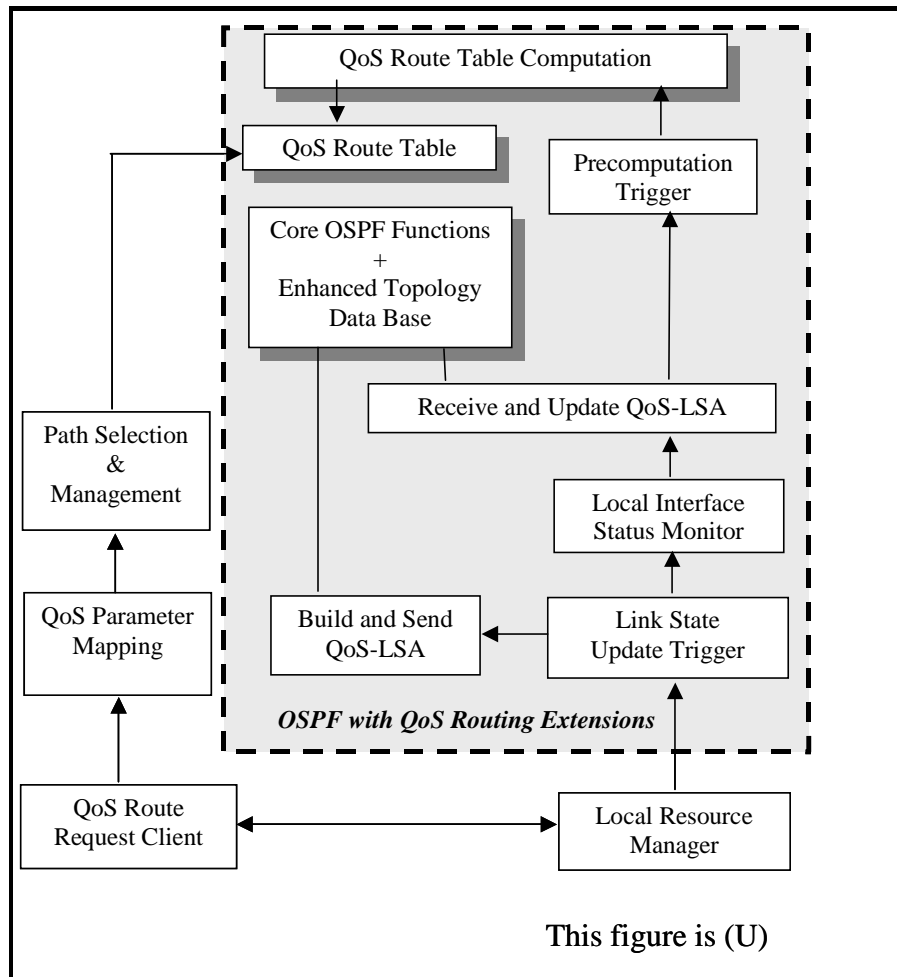 QoS Route Table Computation
QoS Route Table
Precomputation
Trigger
Core OSPF Functions
+
Enhanced Topology
Data Base
Receive and Update QoS-LSA
Path Selection
&
Management
Local Interface
Status Monitor
QoS Parameter
Mapping
Build and Send
QoS-LSA
Link State
Update Trigger
OSPF with QoS Routing Extensions
QoS Route
Request Client
Local Resource
Manager
This figure is (U)